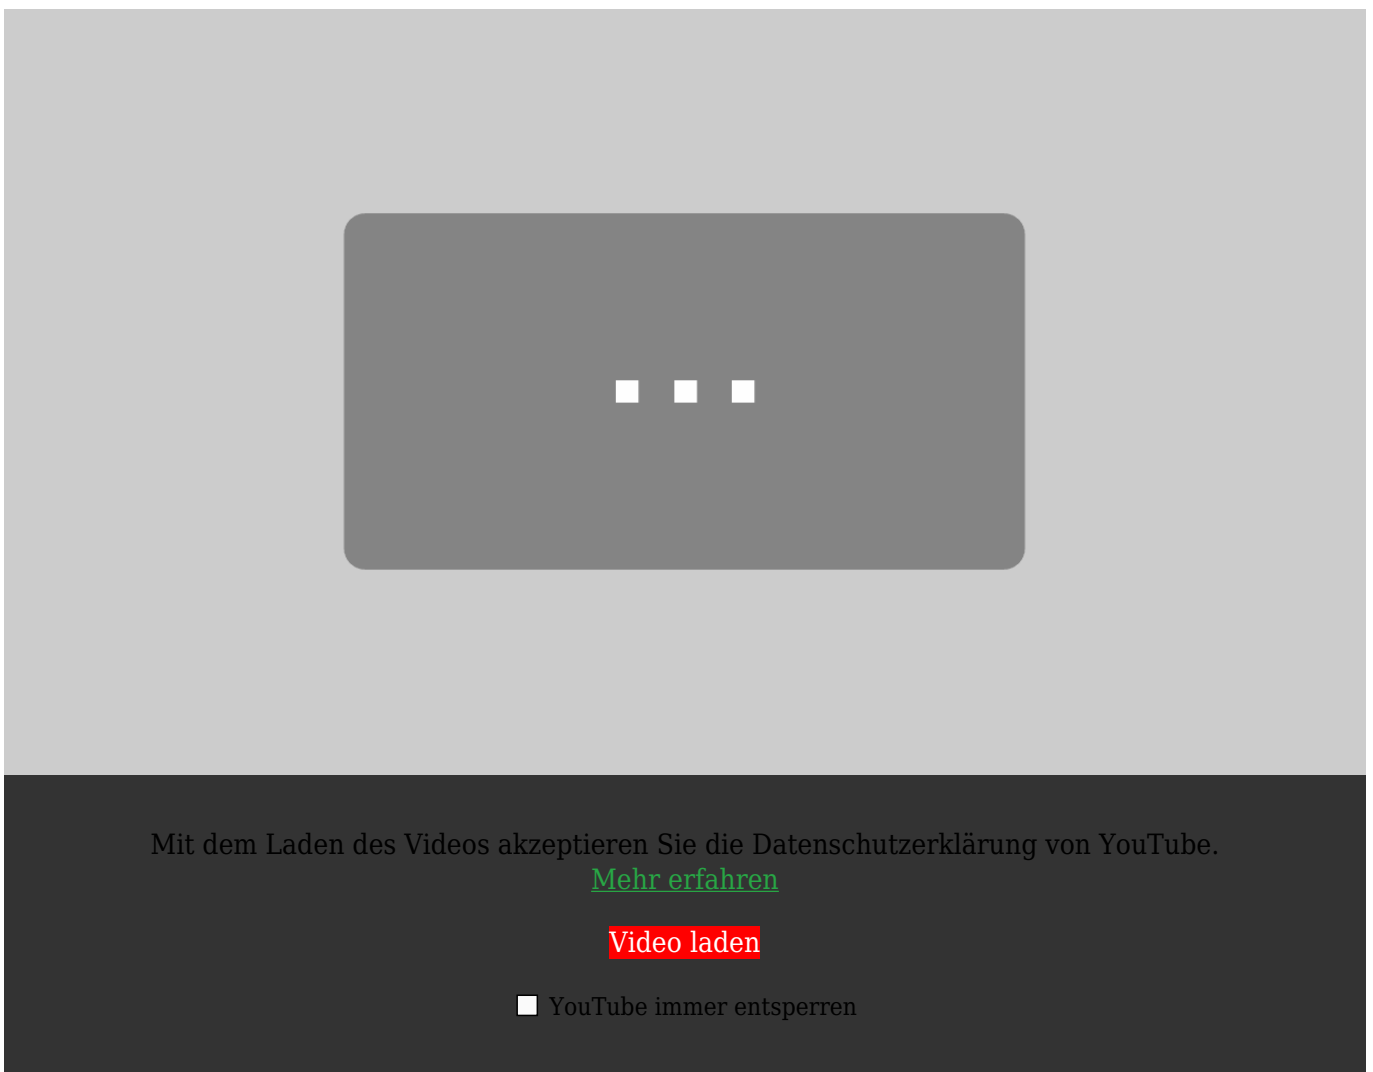 Mit dem Laden des Videos akzeptieren Sie die Datenschutzerklärung von YouTube.
Mehr erfahren
Video laden
YouTube immer entsperren